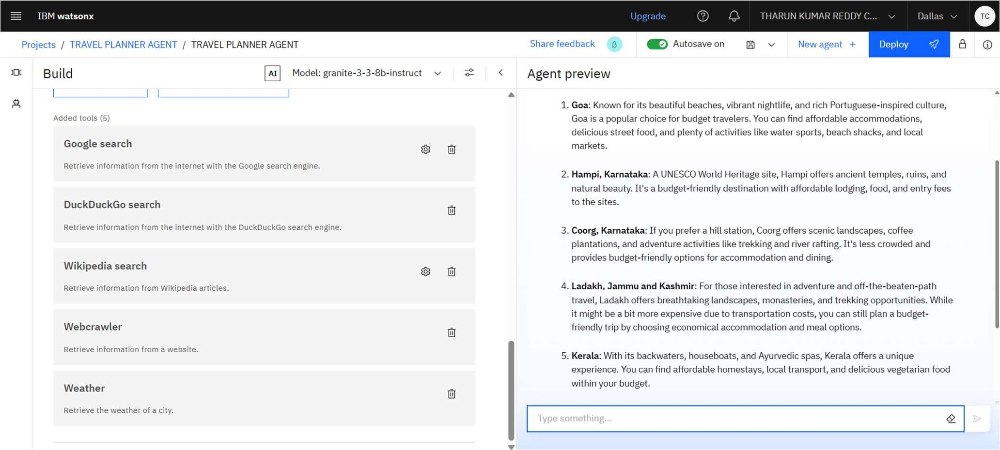 IBM watsonx
Upgrade
THARUN KUMAR REDDY C...
Dallas
TC
Projects / TRAVEL PLANNER AGENT / TRAVEL PLANNER AGENT
Share feedback
β
Autosave on
New agent +
Deploy
Build
AI
Model: granite-3-3-8b-instruct
Added tools (5)
Google search
Retrieve information from the internet with the Google search engine.
DuckDuckGo search
Retrieve information from the internet with the DuckDuckGo search engine.
Wikipedia search
Retrieve information from Wikipedia articles.
Webcrawler
Retrieve information from a website.
Weather
Retrieve the weather of a city.
Agent preview
1. Goa: Known for its beautiful beaches, vibrant nightlife, and rich Portuguese-inspired culture,
Goa is a popular choice for budget travelers. You can find affordable accommodations,
delicious street food, and plenty of activities like water sports, beach shacks, and local
markets.
2. Hampi, Karnataka: A UNESCO World Heritage site, Hampi offers ancient temples, ruins, and
natural beauty. It's a budget-friendly destination with affordable lodging, food, and entry fees
to the sites.
3. Coorg, Karnataka: If you prefer a hill station, Coorg offers scenic landscapes, coffee
plantations, and adventure activities like trekking and river rafting. It's less crowded and
provides budget-friendly options for accommodation and dining.
4. Ladakh, Jammu and Kashmir: For those interested in adventure and off-the-beaten-path
travel, Ladakh offers breathtaking landscapes, monasteries, and trekking opportunities. While
it might be a bit more expensive due to transportation costs, you can still plan a budget-
friendly trip by choosing economical accommodation and meal options.
5. Kerala: With its backwaters, houseboats, and Ayurvedic spas, Kerala offers a unique
experience. You can find affordable homestays, local transport, and delicious vegetarian food
within your budget.
Type something...